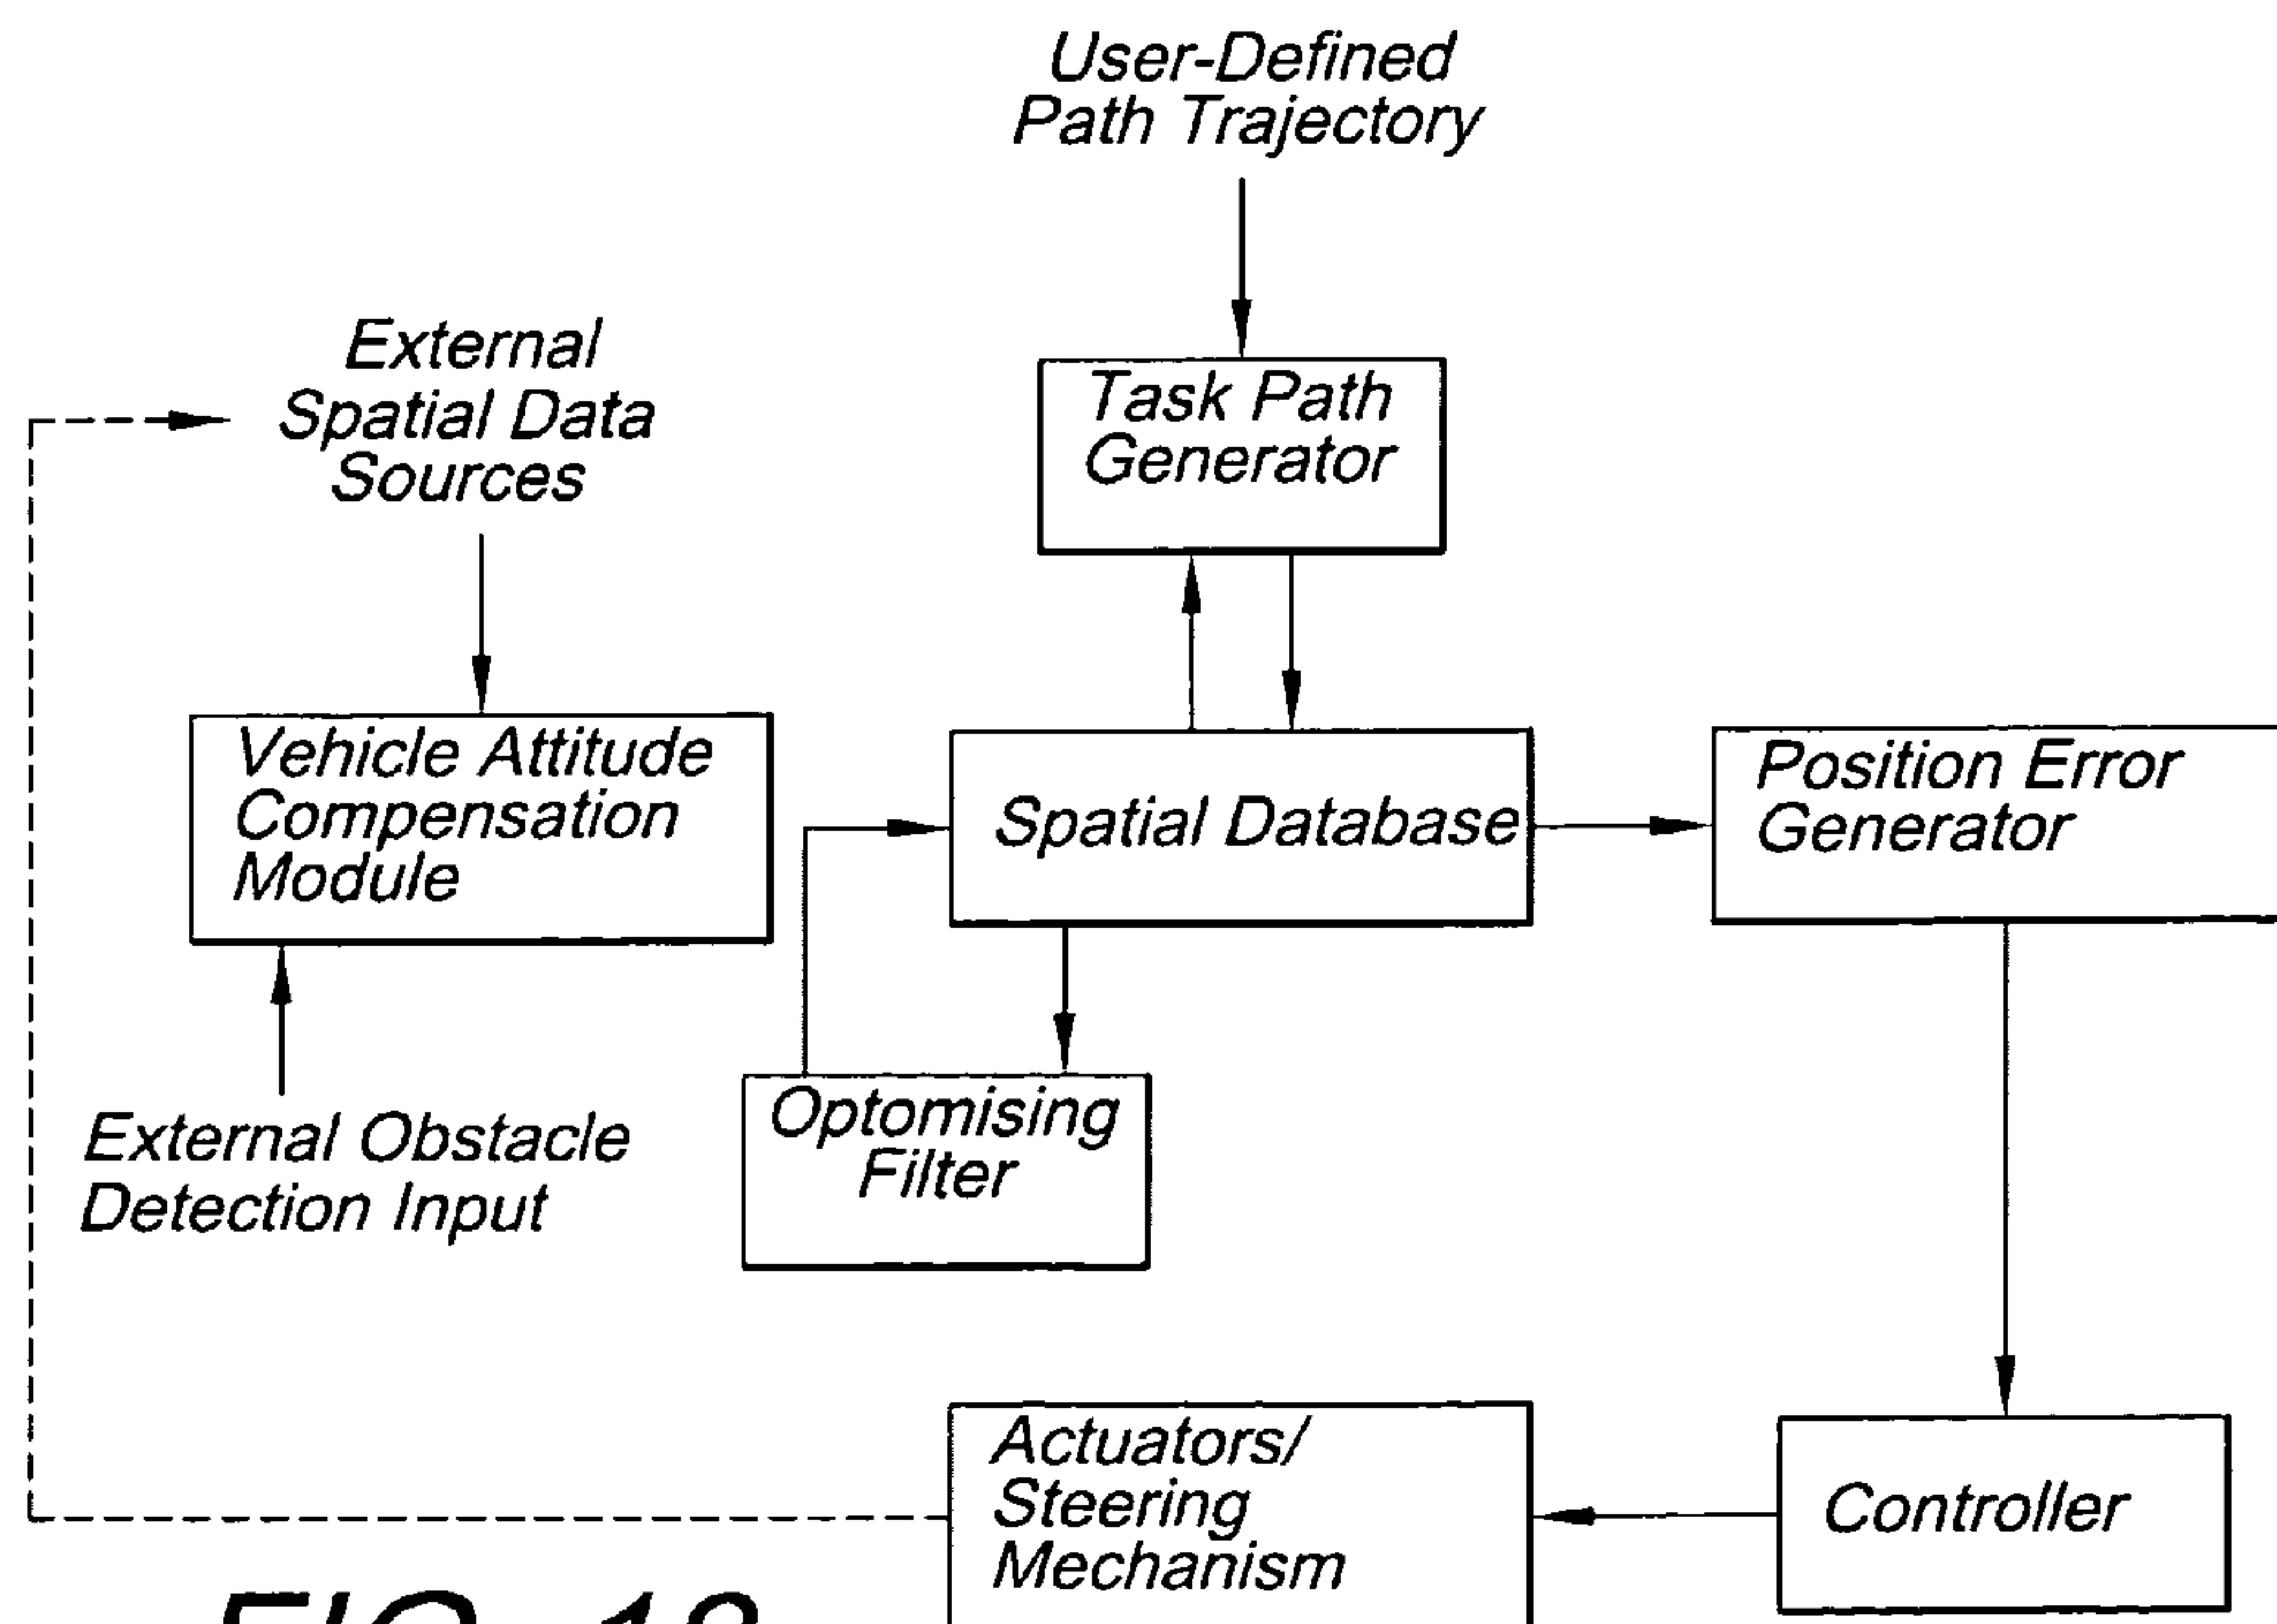 User-Defined
Path Trajectory
External
Spatial Data
Sources
Task Path
Generator
Vehicle Attitude
Compensation
Module
Spatial Database
Position Error
Generator
External Obstacle
Detection Input
Optomising
Filter
Actuators/
Steering
Mechanism
Controller